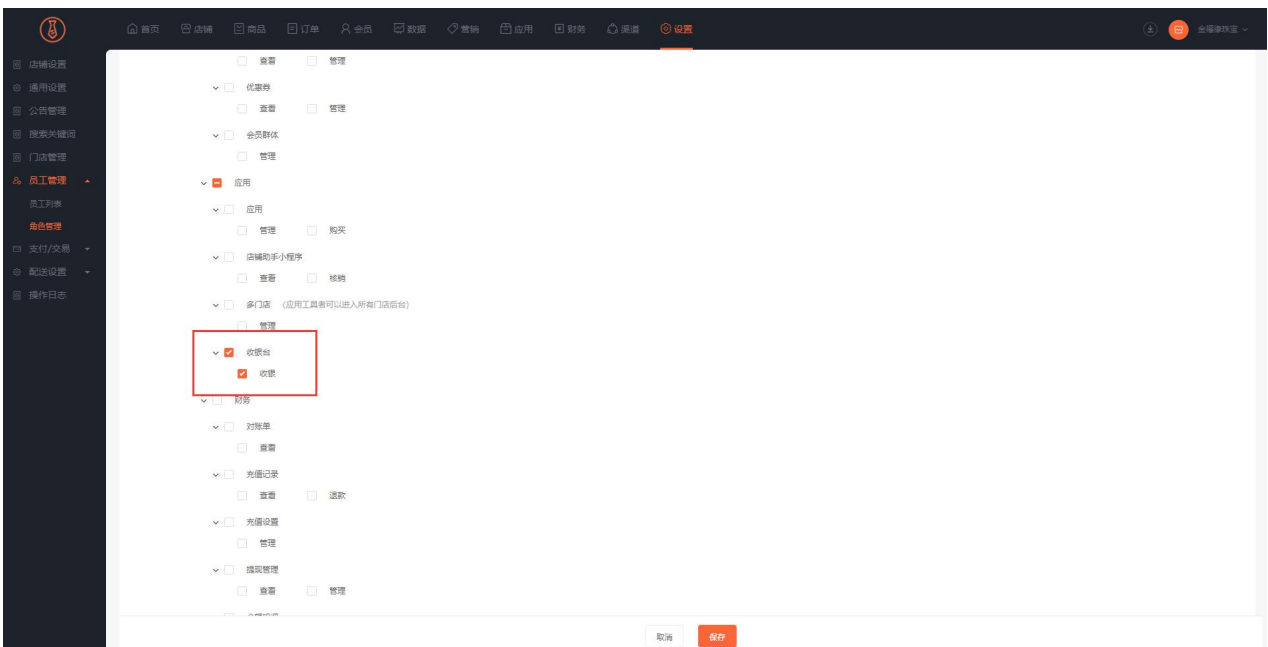 首页 店铺 商品 订单 会员 数据 营销 应用 财务 渠道 设置 金福缘珠宝
店铺设置
通用设置
公告管理
搜索关键词
门店管理
员工管理
员工列表
角色管理
支付/交易
配送设置
操作日志
查看 管理
优惠券
查看 管理
会员群体
管理
应用
应用
管理 购买
店铺助手小程序
查看 核销
多门店 (应用工具者可以进入所有门店后台)
管理
收银台
收银
财务
对账单
查看
充值记录
查看 退款
充值设置
管理
提现管理
查看 管理
取消 保存